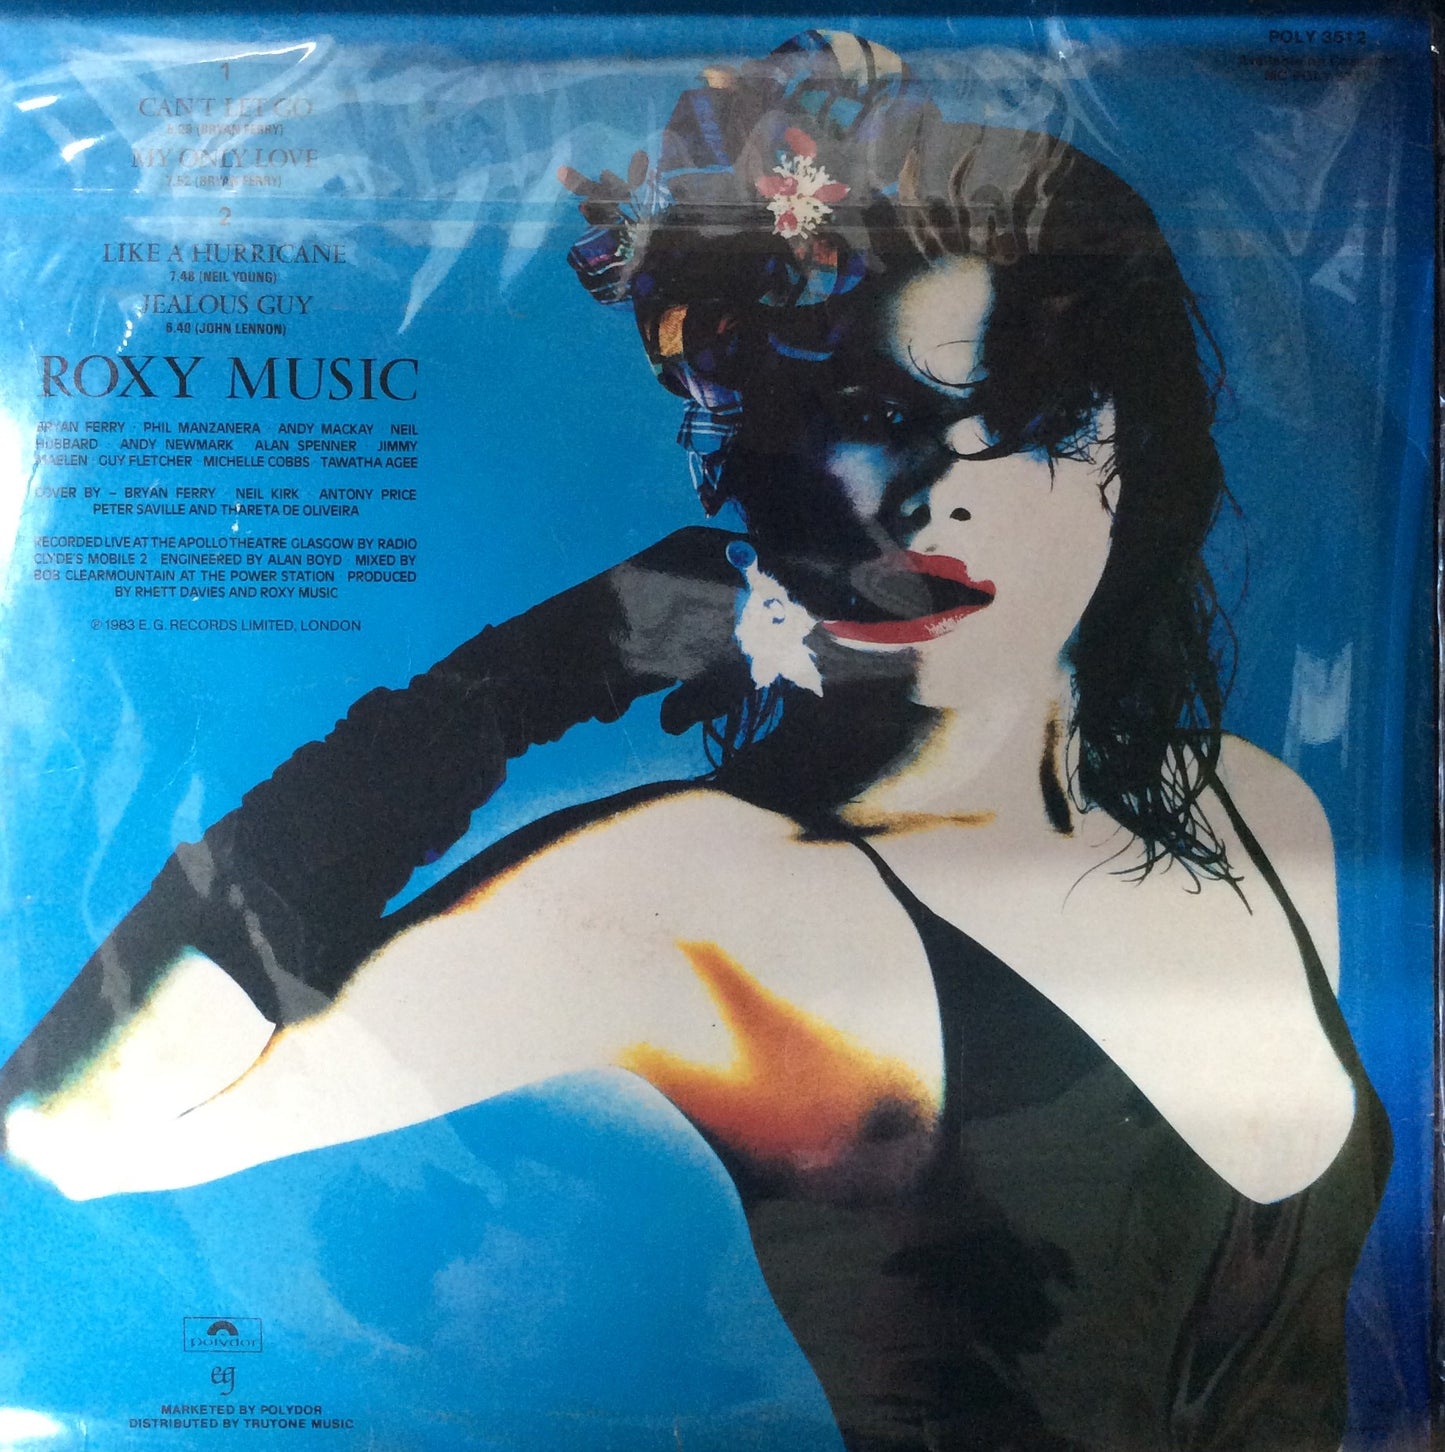 1
CAN'T LET GO
(BRYAN FERRY)
MY ONLY LOVE
7.52 (BRYAN FERRY)
2
LIKE A HURRICANE
7.48 (NEIL YOUNG)
JEALOUS GUY
6.40 (JOHN LENNON)
ROXY MUSIC
BRYAN FERRY · PHIL MANZANERA · ANDY MACKAY · NEIL
HUBBARD · ANDY NEWMARK · ALAN SPENNER · JIMMY
MAELEN · GUY FLETCHER · MICHELLE COBBS · TAWATHA AGEE
COVER BY – BRYAN FERRY · NEIL KIRK · ANTONY PRICE
PETER SAVILLE AND THARETA DE OLIVEIRA
RECORDED LIVE AT THE APOLLO THEATRE GLASGOW BY RADIO
CLYDE'S MOBILE 2 · ENGINEERED BY ALAN BOYD · MIXED BY
BOB CLEARMOUNTAIN AT THE POWER STATION · PRODUCED
BY RHETT DAVIES AND ROXY MUSIC
℗ 1983 E. G. RECORDS LIMITED, LONDON
POLY 3512
polydor
eg
MARKETED BY POLYDOR
DISTRIBUTED BY TRUTONE MUSIC